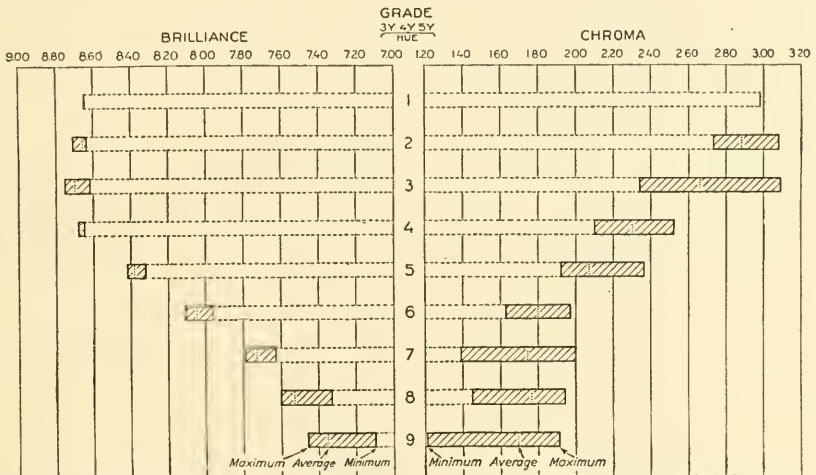 GRADE
BRILLIANCE 3Y 4Y 5Y CHROMA
HUE
9.00 8.80 8.60 8.40 8.20 8.00 7.80 7.60 7.40 7.20 7.00 1.20 1.40 1.60 1.80 2.00 2.20 2.40 2.60 2.80 3.00 3.20
1
2
3
4
5
6
7
8
9
Maximum Average Minimum Minimum Average Maximum